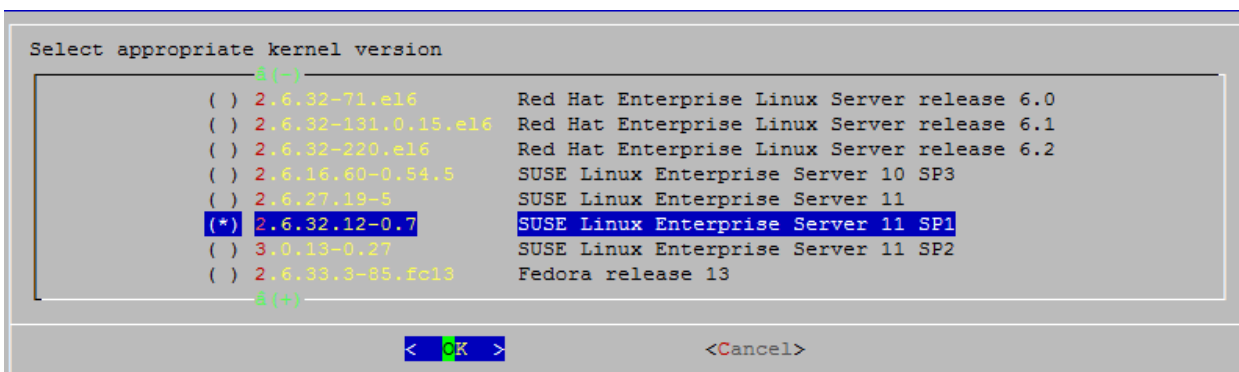 Select appropriate kernel version
&(-)
( ) 2.6.32-71.el6 Red Hat Enterprise Linux Server release 6.0
( ) 2.6.32-131.0.15.el6 Red Hat Enterprise Linux Server release 6.1
( ) 2.6.32-220.el6 Red Hat Enterprise Linux Server release 6.2
( ) 2.6.16.60-0.54.5 SUSE Linux Enterprise Server 10 SP3
( ) 2.6.27.19-5 SUSE Linux Enterprise Server 11
(*) 2.6.32.12-0.7 SUSE Linux Enterprise Server 11 SP1
( ) 3.0.13-0.27 SUSE Linux Enterprise Server 11 SP2
( ) 2.6.33.3-85.fc13 Fedora release 13
&(+)
< OK > <Cancel>